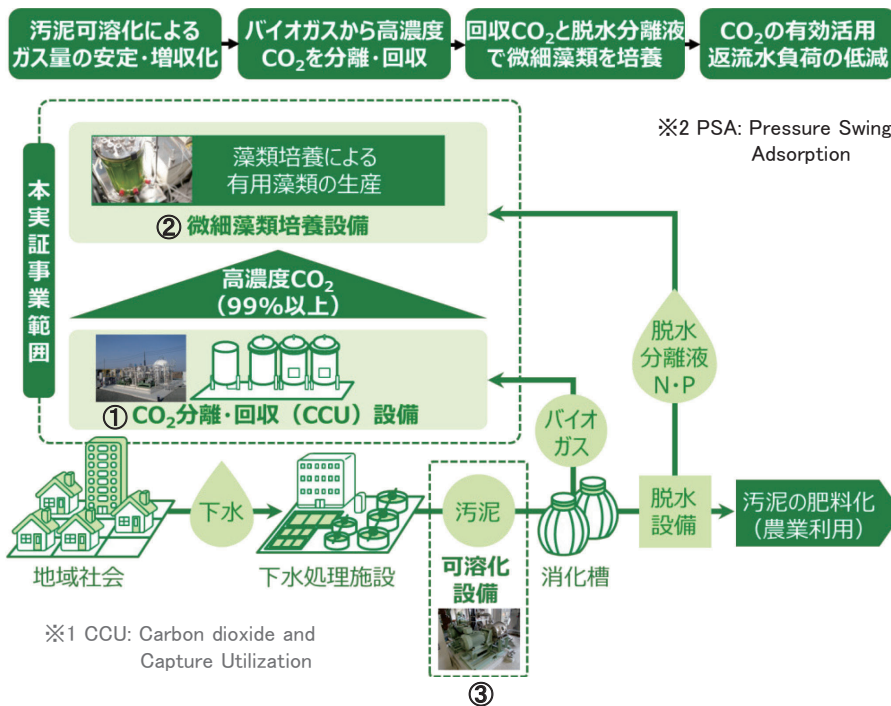 汚泥可溶化による
ガス量の安定・増収化
バイオガスから高濃度
CO₂を分離・回収
回収CO₂と脱水分離液
で微細藻類を培養
CO₂の有効活用
返流水負荷の低減
※2 PSA: Pressure Swing
Adsorption
本実証事業範囲
藻類培養による
有用藻類の生産
② 微細藻類培養設備
高濃度CO₂
(99%以上)
① CO₂分離・回収（CCU）設備
脱水
分離液
N・P
バイオ
ガス
下水
汚泥
脱水
設備
汚泥の肥料化
（農業利用）
地域社会
下水処理施設
可溶化
設備
消化槽
※1 CCU: Carbon dioxide and
Capture Utilization
③